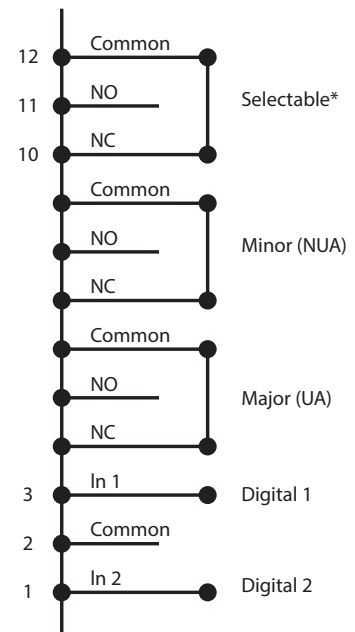 12 Common
11 NO Selectable*
10 NC
Common
NO Minor (NUA)
NC
Common
NO Major (UA)
NC
3 In 1 Digital 1
2 Common
1 In 2 Digital 2